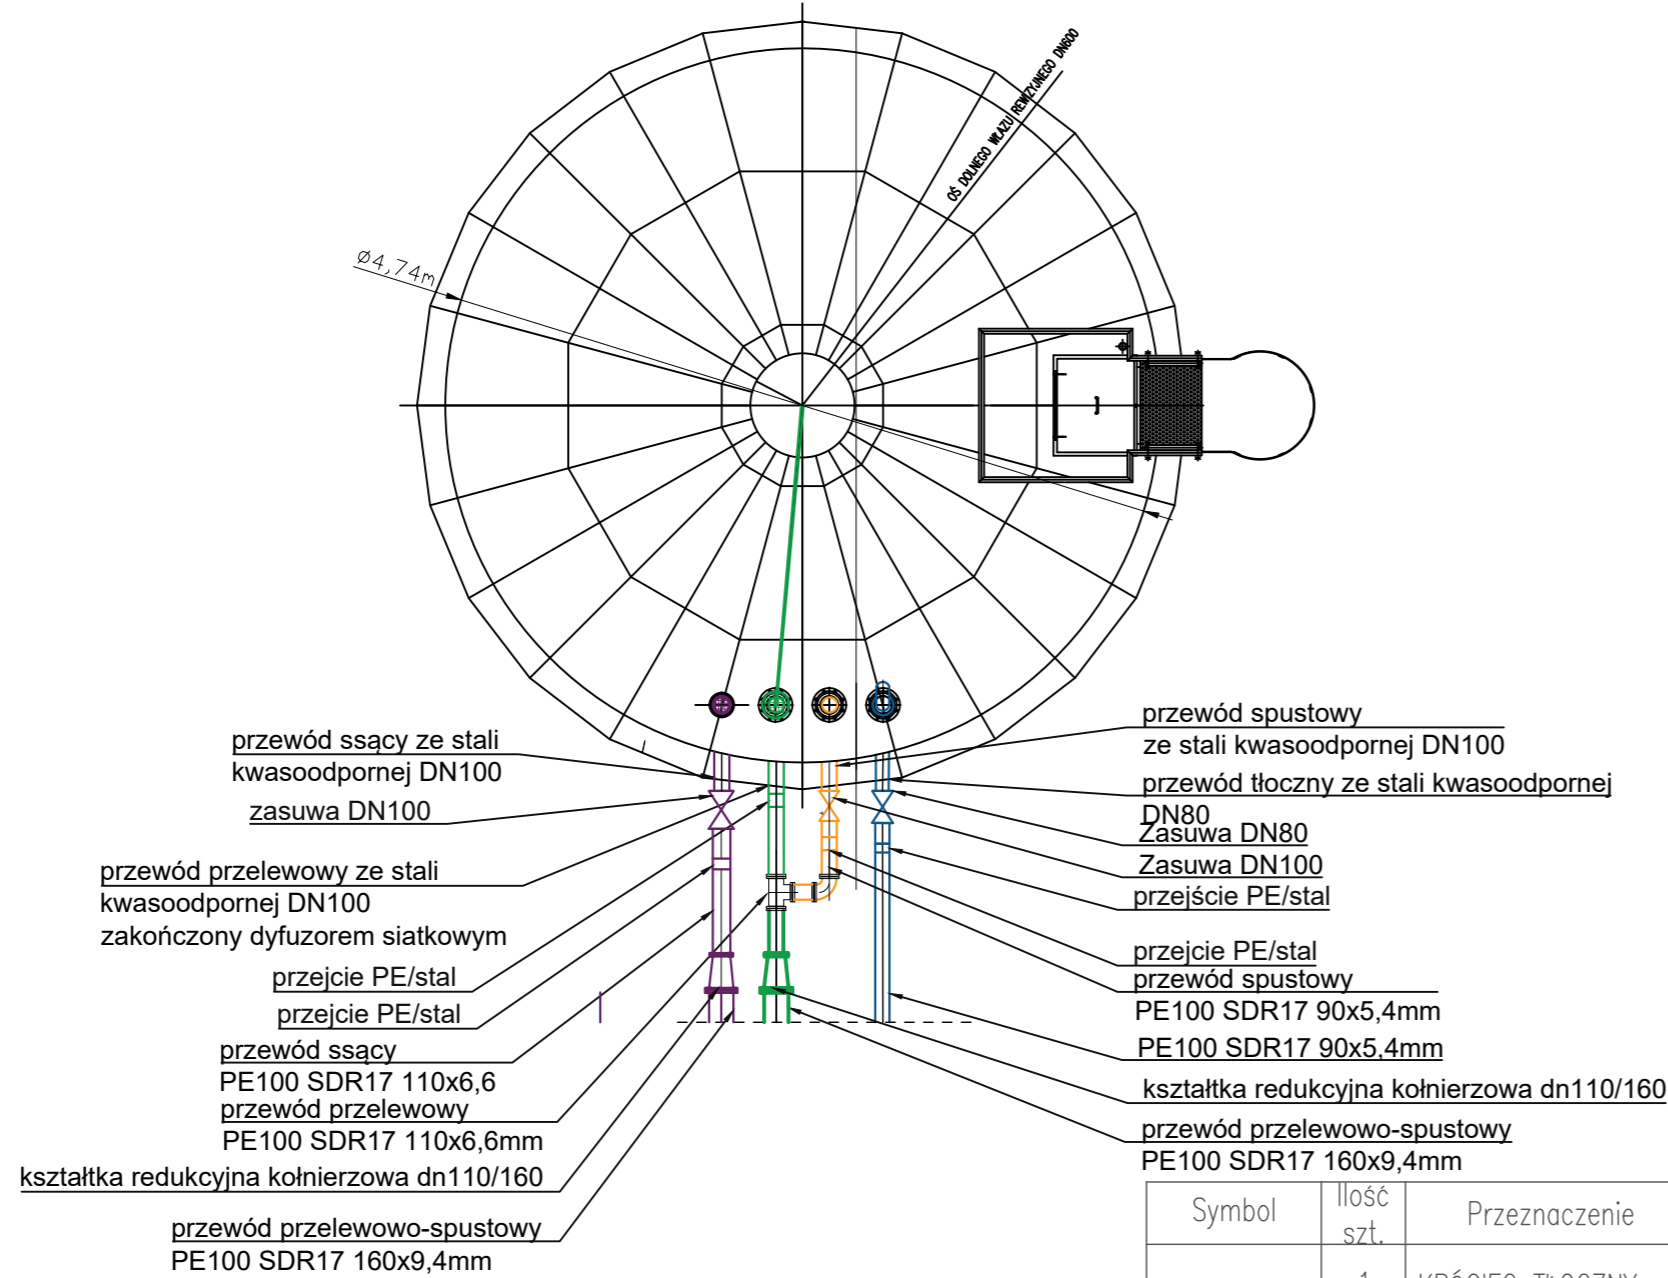 OŚ DOLNEGO WŁAZU REWIZYJNEGO DN600
Ø4,74m
przewód ssący ze stali
kwasoodpornej DN100
zasuwa DN100
przewód przelewowy ze stali
kwasoodpornej DN100
zakończony dyfuzorem siatkowym
przejcie PE/stal
przejcie PE/stal
przewód ssący
PE100 SDR17 110x6,6
przewód przelewowy
PE100 SDR17 110x6,6mm
kształtka redukcyjna kołnierzowa dn110/160
przewód przelewowo-spustowy
PE100 SDR17 160x9,4mm
przewód spustowy
ze stali kwasoodpornej DN100
przewód tłoczny ze stali kwasoodpornej
DN80
Zasuwa DN80
Zasuwa DN100
przejście PE/stal
przejcie PE/stal
przewód spustowy
PE100 SDR17 90x5,4mm
PE100 SDR17 90x5,4mm
kształtka redukcyjna kołnierzowa dn110/160
przewód przelewowo-spustowy
PE100 SDR17 160x9,4mm
Symbol Ilość Przeznaczenie
szt.
1 KRÓCIEC TŁOCZNY